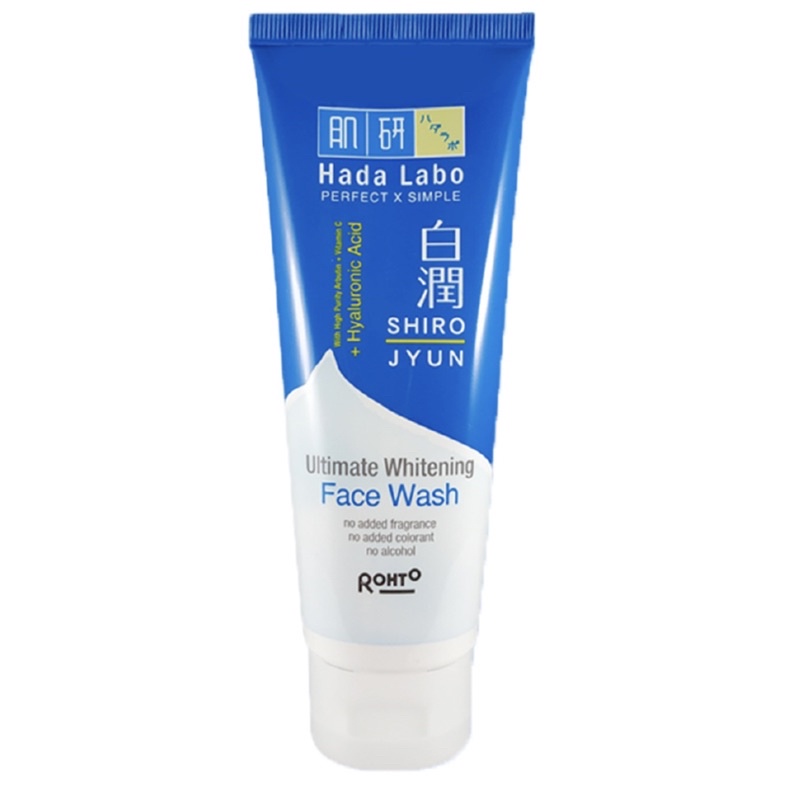 肌研
ハダラボ
Hada Labo
PERFECT X SIMPLE
With High Purity Arbutin + Vitamin C
+ Hyaluronic Acid
白潤
SHIRO
JYUN
Ultimate Whitening
Face Wash
no added fragrance
no added colorant
no alcohol
ROHTO